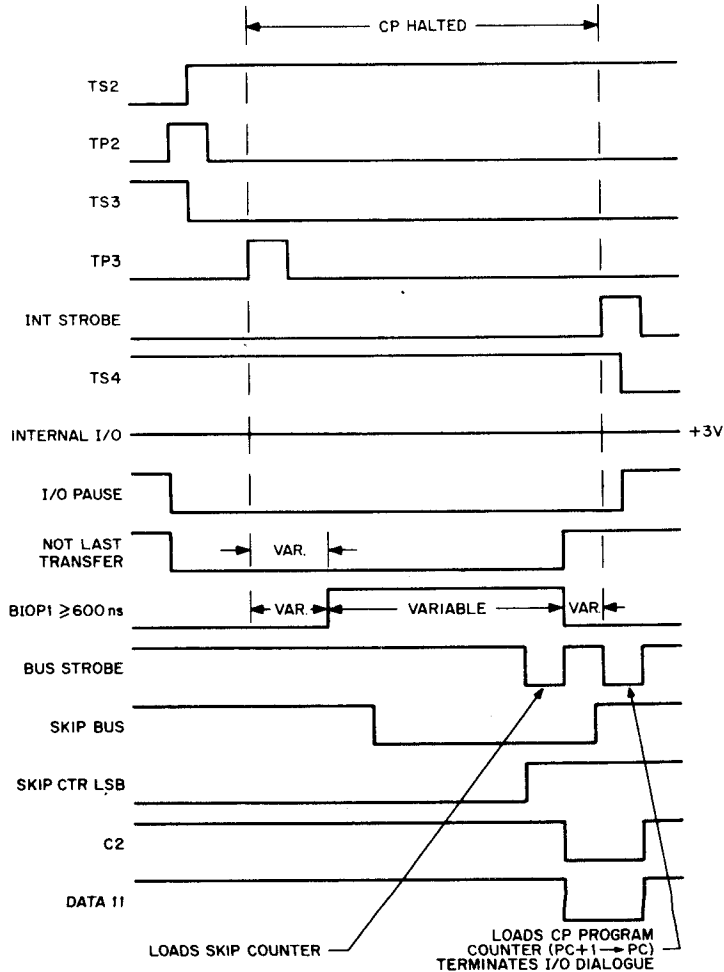 CP HALTED
TS2
TP2
TS3
TP3
INT STROBE
TS4
INTERNAL I/O
+3V
I/O PAUSE
NOT LAST
TRANSFER
VAR.
BIOP1 ≥ 600 ns
VAR.
VARIABLE
VAR.
BUS STROBE
SKIP BUS
SKIP CTR LSB
C2
DATA 11
LOADS SKIP COUNTER
LOADS CP PROGRAM
COUNTER (PC+1→PC)
TERMINATES I/O DIALOGUE